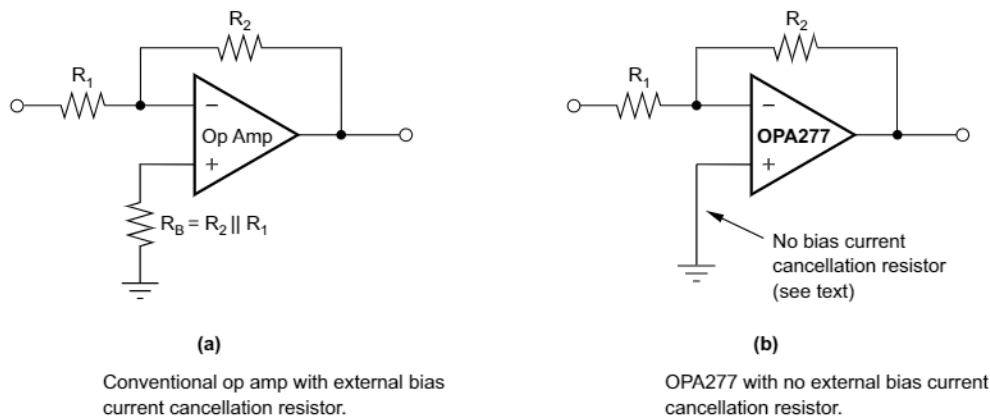 R2
R1
−
Op Amp
+
RB = R2 || R1
(a)
Conventional op amp with external bias
current cancellation resistor.
R2
R1
−
OPA277
+
No bias current
cancellation resistor
(see text)
(b)
OPA277 with no external bias current
cancellation resistor.